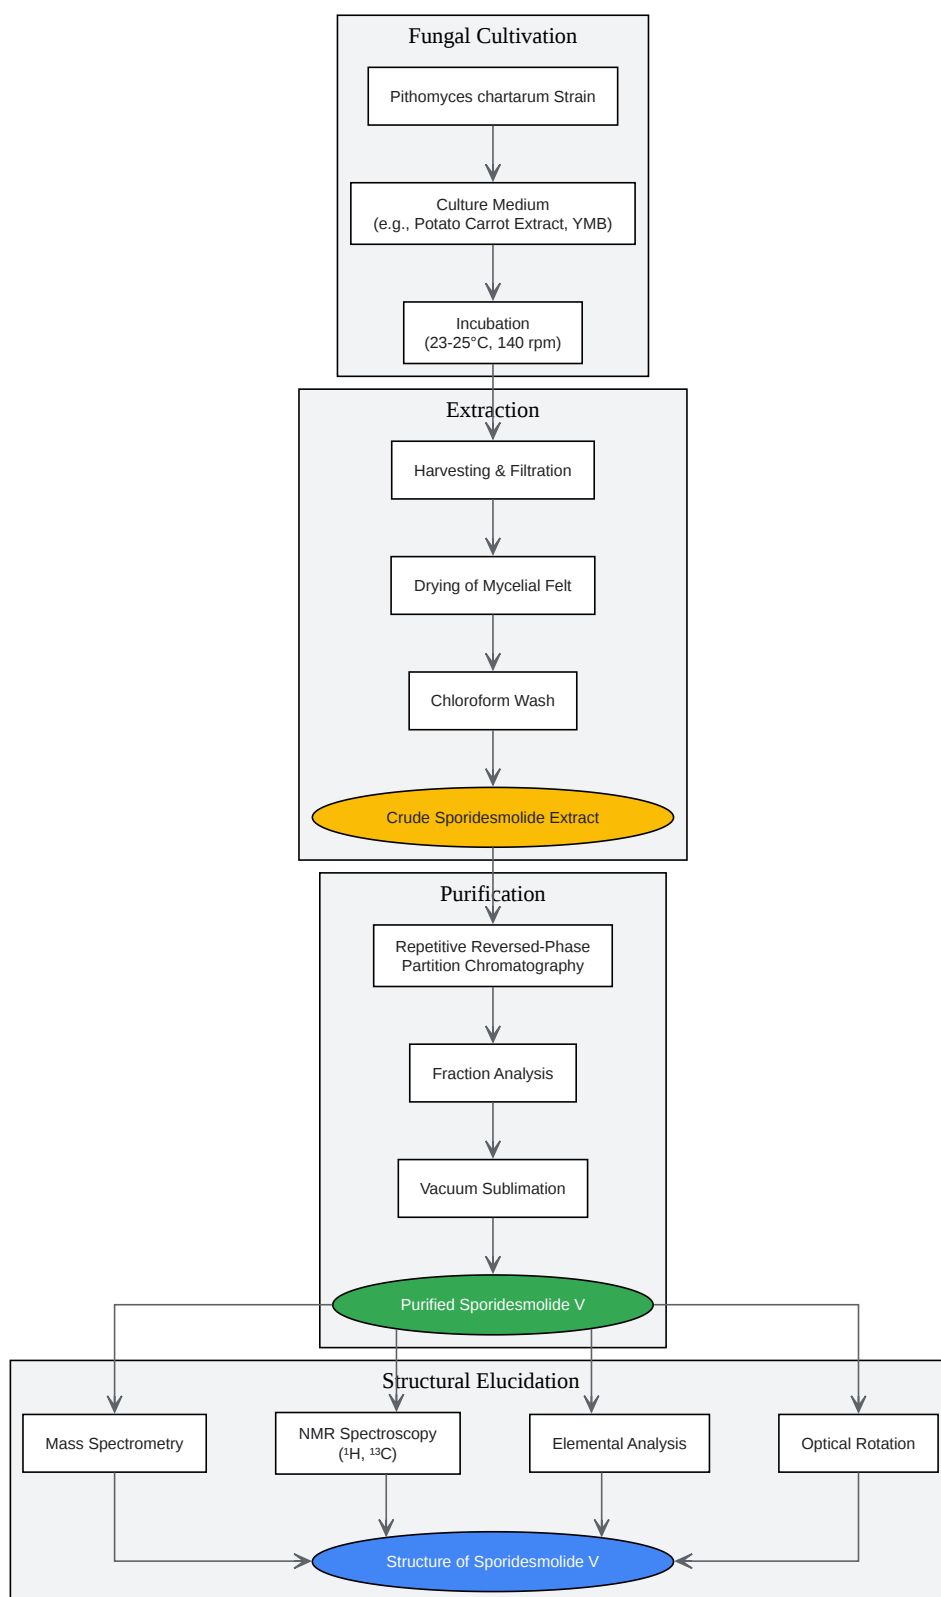 Fungal Cultivation
Pithomyces chartarum Strain
Culture Medium
(e.g., Potato Carrot Extract, YMB)
Incubation
(23-25°C, 140 rpm)
Extraction
Harvesting & Filtration
Drying of Mycelial Felt
Chloroform Wash
Crude Sporidesmolide Extract
Purification
Repetitive Reversed-Phase
Partition Chromatography
Fraction Analysis
Vacuum Sublimation
Purified Sporidesmolide V
Structural Elucidation
Mass Spectrometry
NMR Spectroscopy
(¹H, ¹³C)
Elemental Analysis
Optical Rotation
Structure of Sporidesmolide V